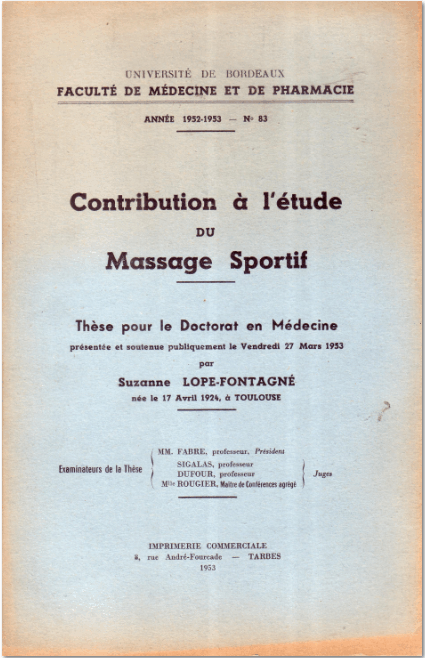 UNIVERSITÉ DE BORDEAUX
FACULTÉ DE MÉDECINE ET DE PHARMACIE
ANNÉE 1952-1953 — No 83
Contribution à l'étude
DU
Massage Sportif
Thèse pour le Doctorat en Médecine
présentée et soutenue publiquement le Vendredi 27 Mars 1953
par
Suzanne LOPE-FONTAGNÉ
née le 17 Avril 1924, à TOULOUSE
Examinateurs de la Thèse
MM. FABRE, professeur, Président
SIGALAS, professeur
DUFOUR, professeur
Mlle ROUGIER, Maître de Conférences agrégé
Juges
IMPRIMERIE COMMERCIALE
rue André-Fourcade — TARBES
1953